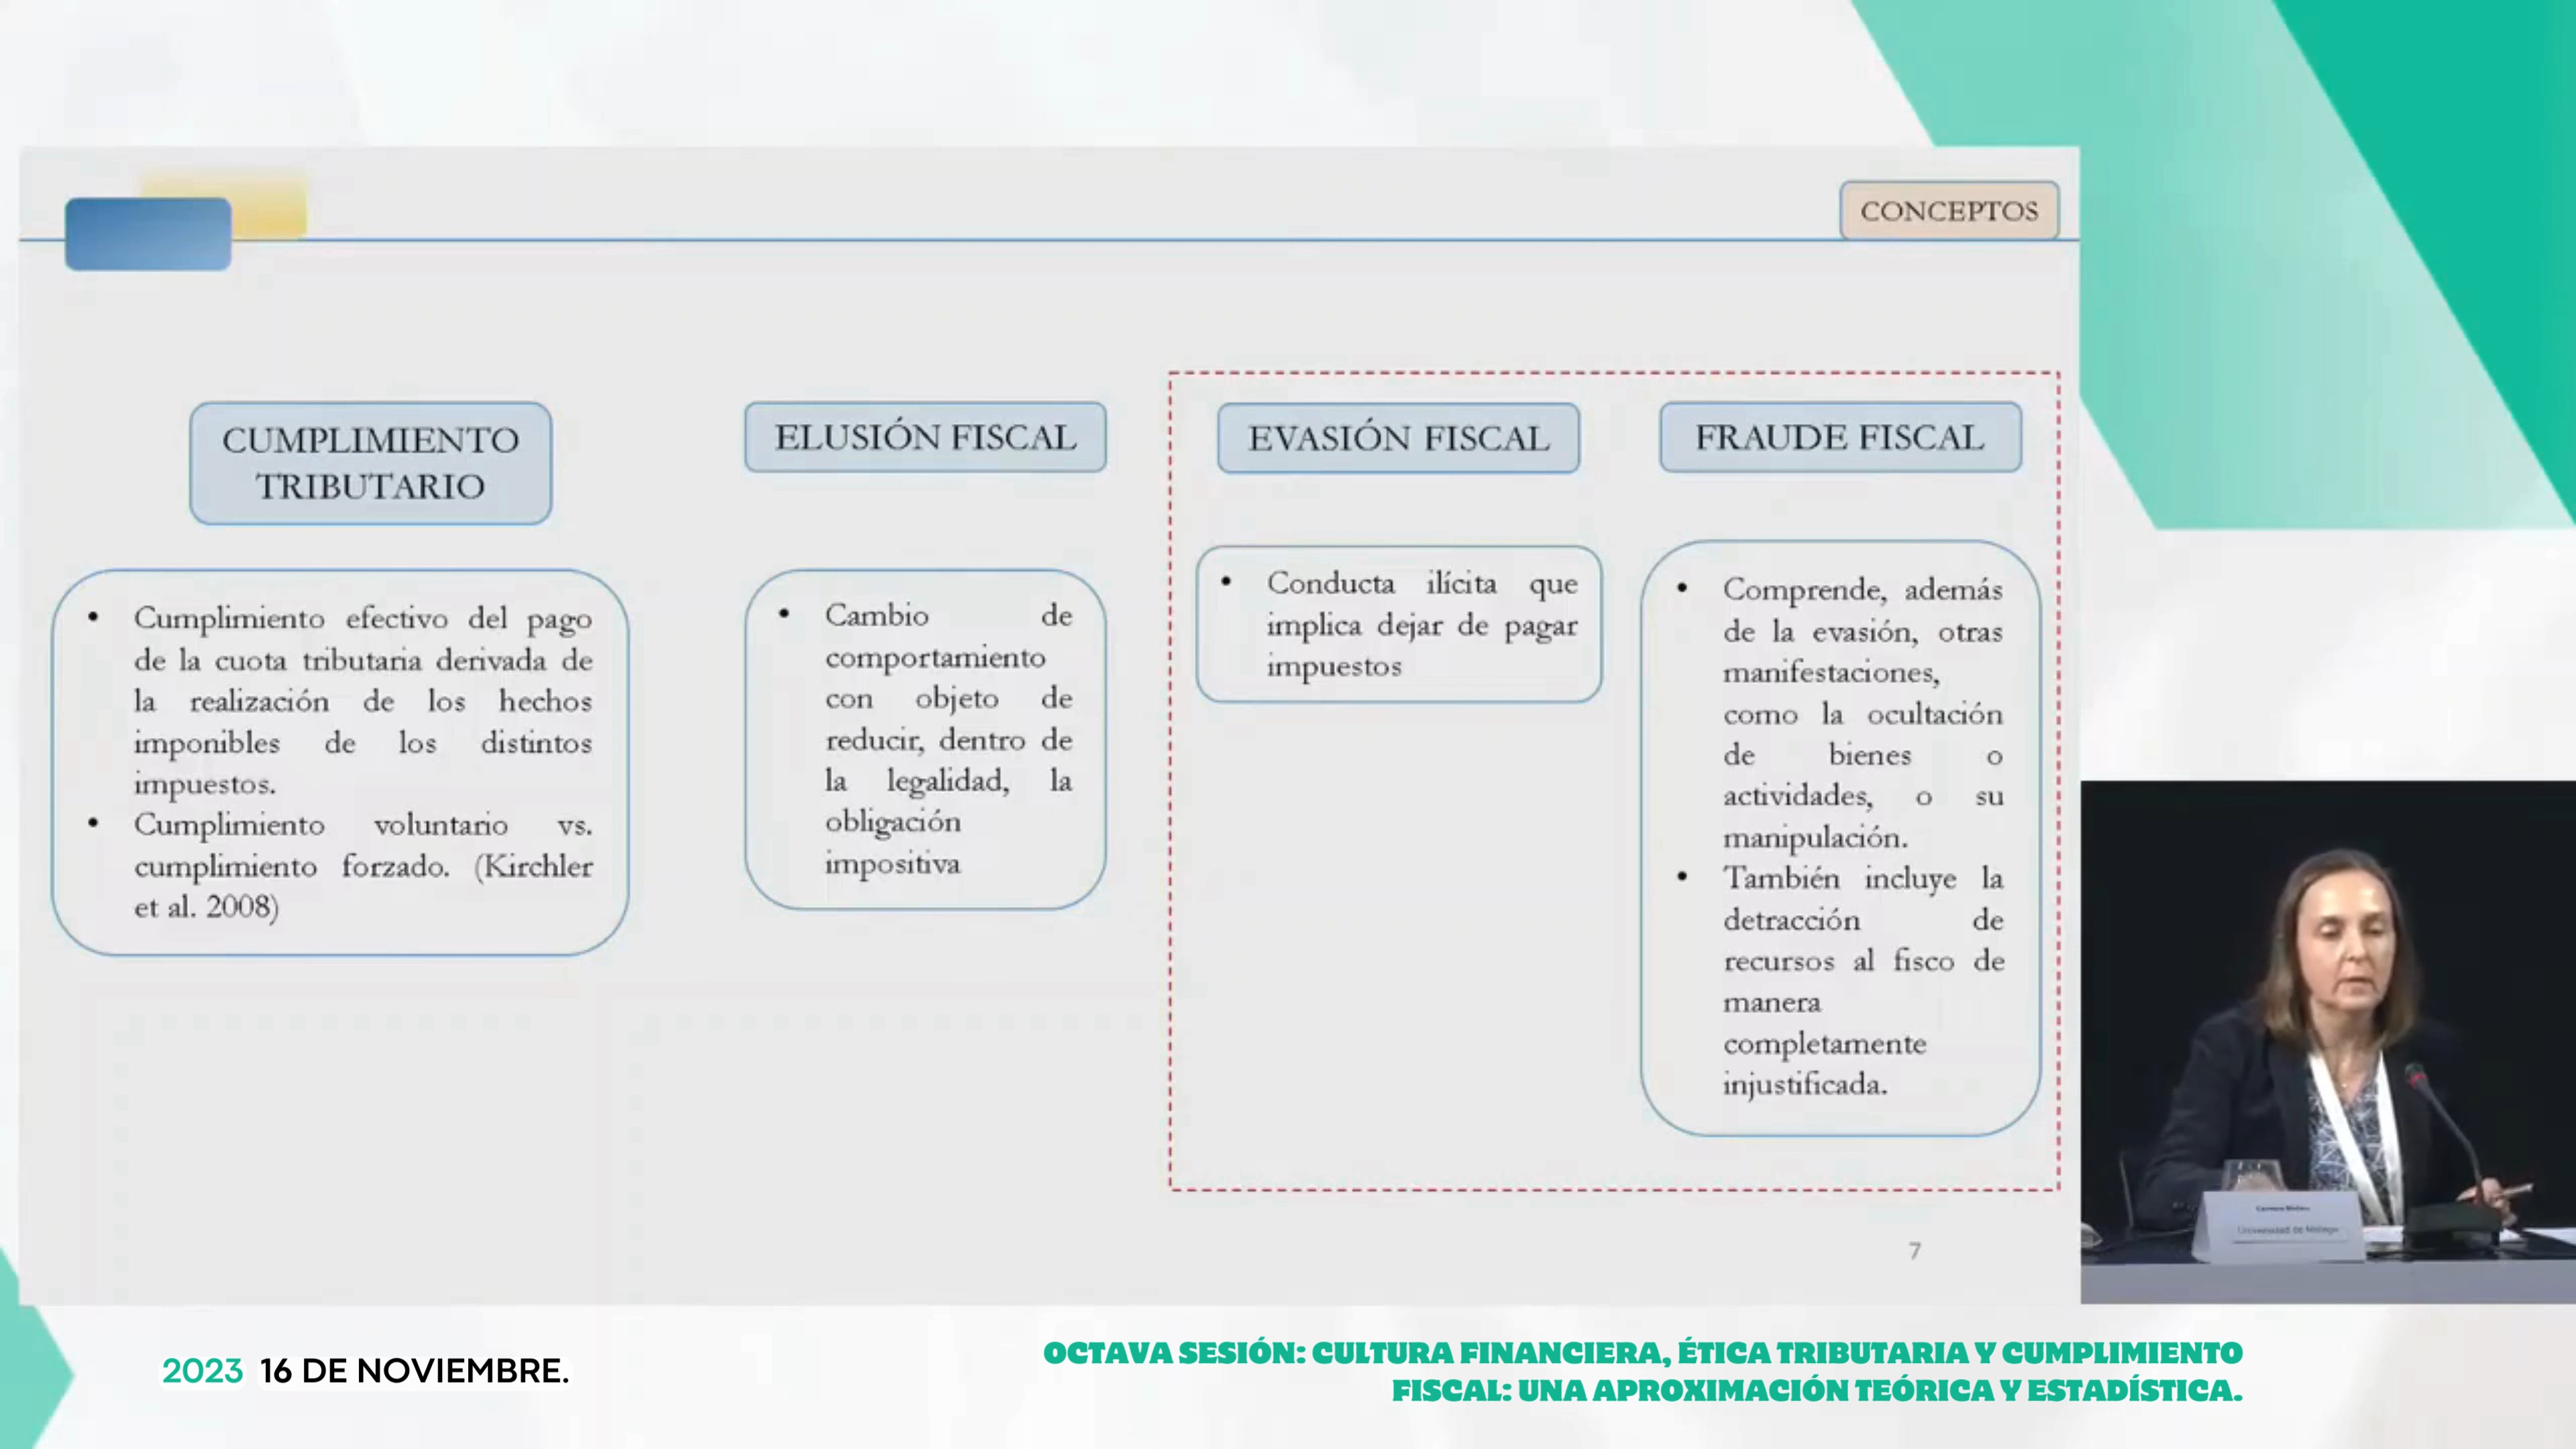 CONCEPTOS
CUMPLIMIENTO
TRIBUTARIO
• Cumplimiento efectivo del pago
de la cuota tributaria derivada de
la realización de los hechos
imponibles de los distintos
impuestos.
• Cumplimiento voluntario vs.
cumplimiento forzado. (Kirchler
et al. 2008)
ELUSIÓN FISCAL
• Cambio de
comportamiento
con objeto de
reducir, dentro de
la legalidad, la
obligación
impositiva
EVASIÓN FISCAL
• Conducta ilícita que
implica dejar de pagar
impuestos
FRAUDE FISCAL
• Comprende, además
de la evasión, otras
manifestaciones,
como la ocultación
de bienes o
actividades, o su
manipulación.
• También incluye la
detracción de
recursos al fisco de
manera
completamente
injustificada.
7
Universidad de Málaga
2023 16 DE NOVIEMBRE.
OCTAVA SESIÓN: CULTURA FINANCIERA, ÉTICA TRIBUTARIA Y CUMPLIMIENTO
FISCAL: UNA APROXIMACIÓN TEÓRICA Y ESTADÍSTICA.